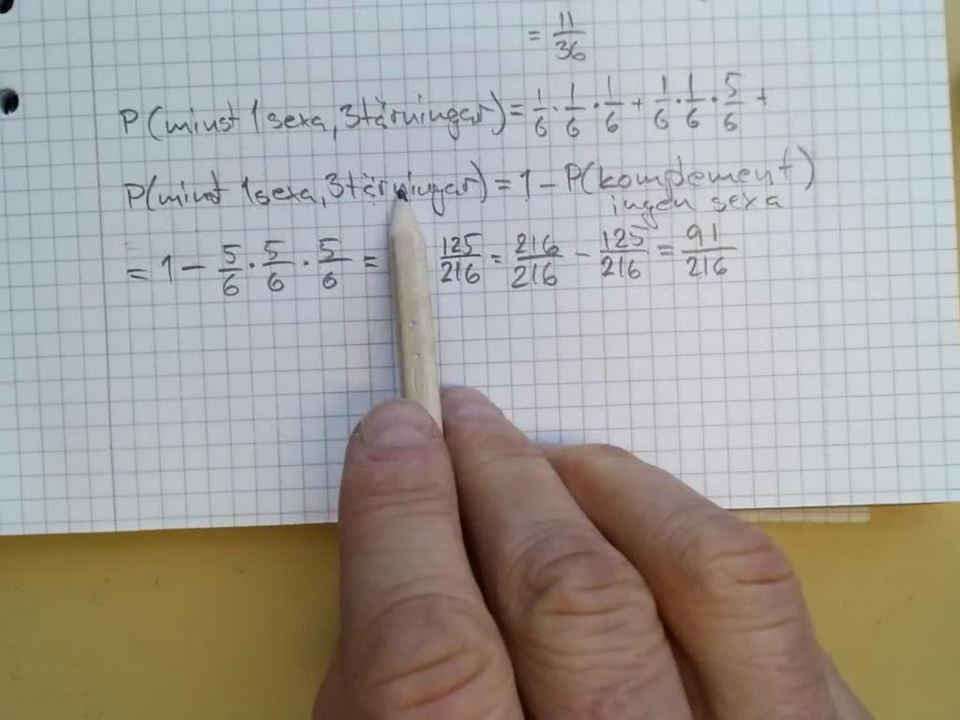 = 11/36
P(minst 1 sexa, 3 tärningar) = 1/6 · 1/6 · 1/6 + 1/6 · 1/6 · 5/6 +
P(minst 1 sexa, 3 tärningar) = 1 - P(komplement)
ingen sexa
= 1 - 5/6 · 5/6 · 5/6 = 125/216 = 216/216 - 125/216 = 91/216